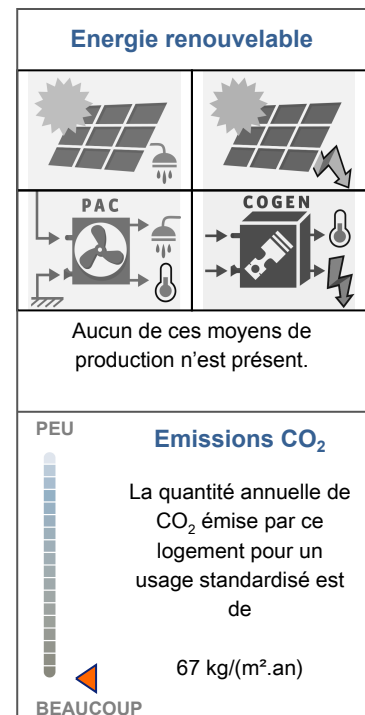 Energie renouvelable
PAC
COGEN
Aucun de ces moyens de
production n'est présent.
PEU
Emissions CO₂
La quantité annuelle de
CO₂ émise par ce
logement pour un
usage standardisé est
de
67 kg/(m².an)
BEAUCOUP